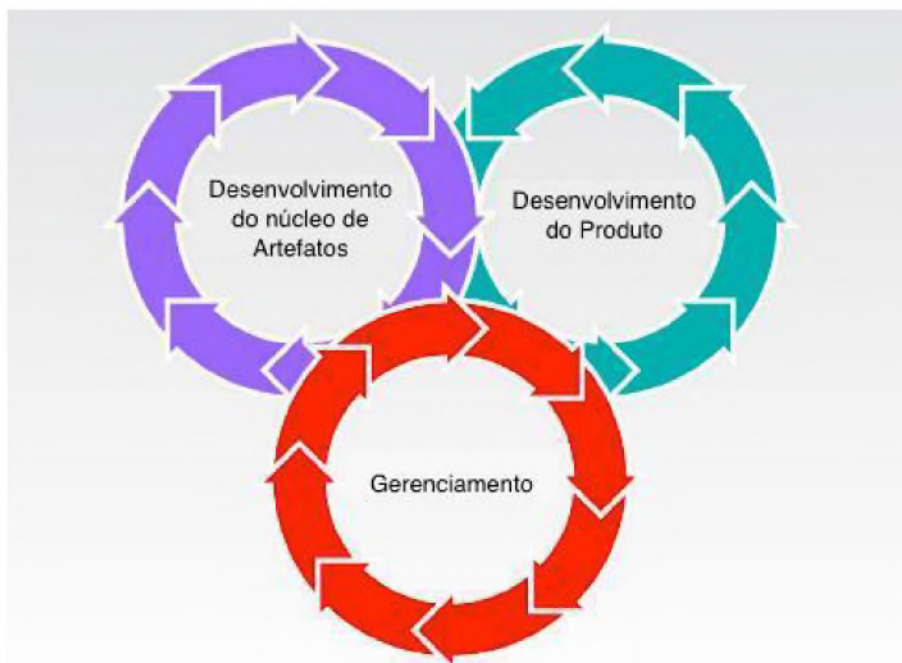 Desenvolvimento
do núcleo de
Artefatos
Desenvolvimento
do Produto
Gerenciamento